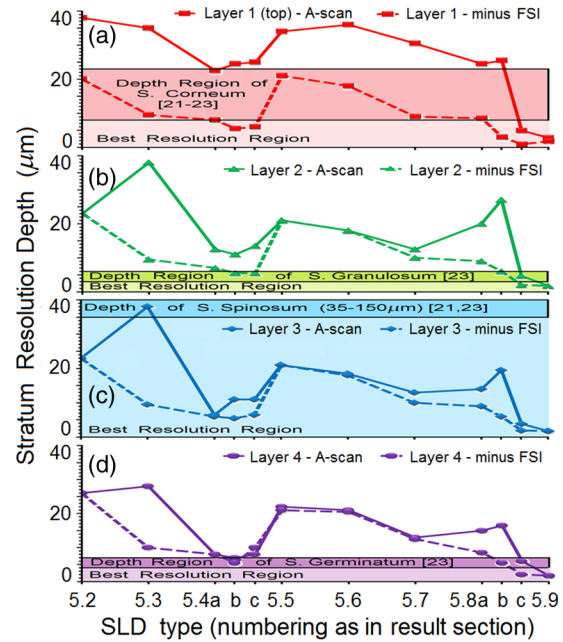 40
(a)
Layer 1 (top) - A-scan
Layer 1 - minus FSI
Depth Region of
S. Corneum
[21-23]
20
Best Resolution Region
0
40
(b)
Layer 2 - A-scan
Layer 2 - minus FSI
20
Depth Region of S. Granulosum [23]
Best Resolution Region
0
40
Depth of S. Spinosum (35-150μm) [21,23]
Layer 3 - A-scan
Layer 3 - minus FSI
20
(c)
Best Resolution Region
0
40
(d)
Layer 4 - A-scan
Layer 4 - minus FSI
20
Depth Region of S. Germinatum [23]
Best Resolution Region
0
Stratum Resolution Depth (μm)
5.2 5.3 5.4a b c 5.5 5.6 5.7 5.8a b c 5.9
SLD type (numbering as in result section)